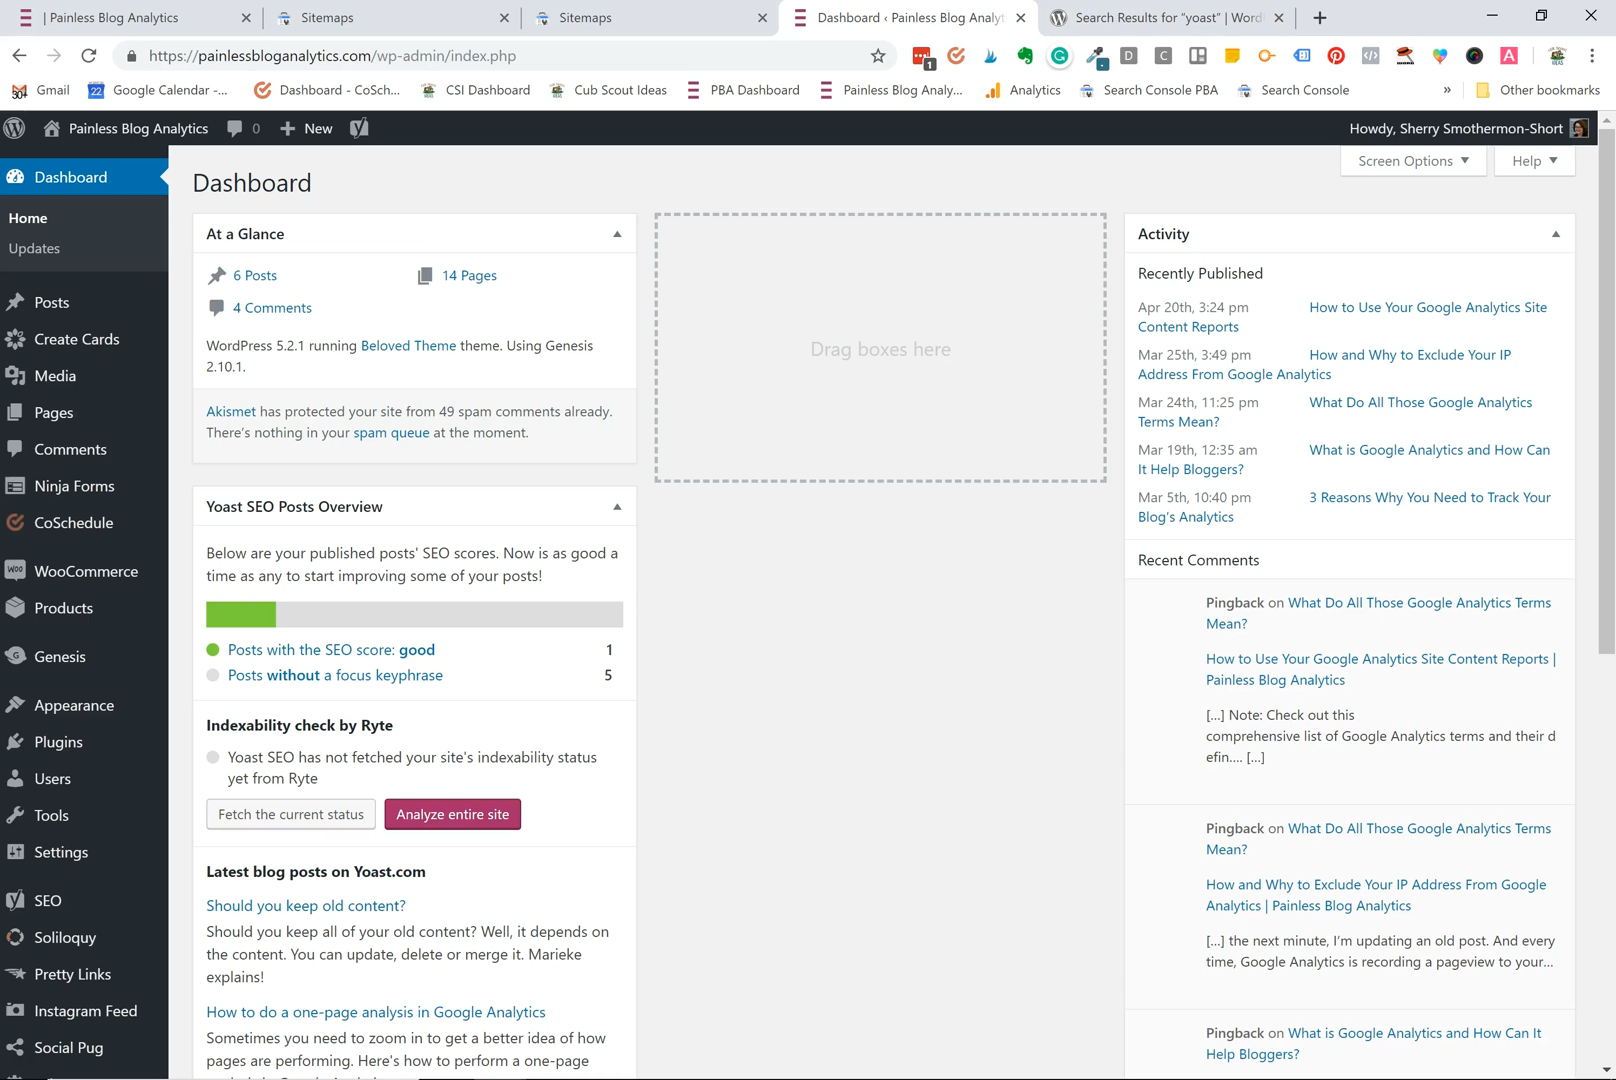 | Painless Blog Analytics
Sitemaps
Sitemaps
Dashboard ‹ Painless Blog Analyt
Search Results for "yoast" | Word
https://painlessbloganalytics.com/wp-admin/index.php
1
D
C
A
30+
Gmail
22
Google Calendar -...
Dashboard - CoSch...
CSI Dashboard
Cub Scout Ideas
PBA Dashboard
Painless Blog Analy...
Analytics
Search Console PBA
Search Console
»
Other bookmarks
Painless Blog Analytics
0
New
Howdy, Sherry Smothermon-Short
Screen Options
Help
Dashboard
Home
Updates
Posts
Create Cards
Media
Pages
Comments
Ninja Forms
CoSchedule
WooCommerce
Products
Genesis
Appearance
Plugins
Users
Tools
Settings
SEO
Soliloquy
Pretty Links
Instagram Feed
Social Pug
Dashboard
At a Glance
6 Posts
14 Pages
4 Comments
WordPress 5.2.1 running Beloved Theme theme. Using Genesis
2.10.1.
Akismet has protected your site from 49 spam comments already.
There's nothing in your spam queue at the moment.
Yoast SEO Posts Overview
Below are your published posts' SEO scores. Now is as good a
time as any to start improving some of your posts!
Posts with the SEO score: good 1
Posts without a focus keyphrase 5
Indexability check by Ryte
Yoast SEO has not fetched your site's indexability status
yet from Ryte
Fetch the current status
Analyze entire site
Latest blog posts on Yoast.com
Should you keep old content?
Should you keep all of your old content? Well, it depends on
the content. You can update, delete or merge it. Marieke
explains!
How to do a one-page analysis in Google Analytics
Sometimes you need to zoom in to get a better idea of how
pages are performing. Here's how to perform a one-page
Drag boxes here
Activity
Recently Published
Apr 20th, 3:24 pm How to Use Your Google Analytics Site
Content Reports
Mar 25th, 3:49 pm How and Why to Exclude Your IP
Address From Google Analytics
Mar 24th, 11:25 pm What Do All Those Google Analytics
Terms Mean?
Mar 19th, 12:35 am What is Google Analytics and How Can
It Help Bloggers?
Mar 5th, 10:40 pm 3 Reasons Why You Need to Track Your
Blog's Analytics
Recent Comments
Pingback on What Do All Those Google Analytics Terms
Mean?
How to Use Your Google Analytics Site Content Reports |
Painless Blog Analytics
[…] Note: Check out this
comprehensive list of Google Analytics terms and their d
efin.... […]
Pingback on What Do All Those Google Analytics Terms
Mean?
How and Why to Exclude Your IP Address From Google
Analytics | Painless Blog Analytics
[…] the next minute, I'm updating an old post. And every
time, Google Analytics is recording a pageview to your…
Pingback on What is Google Analytics and How Can It
Help Bloggers?